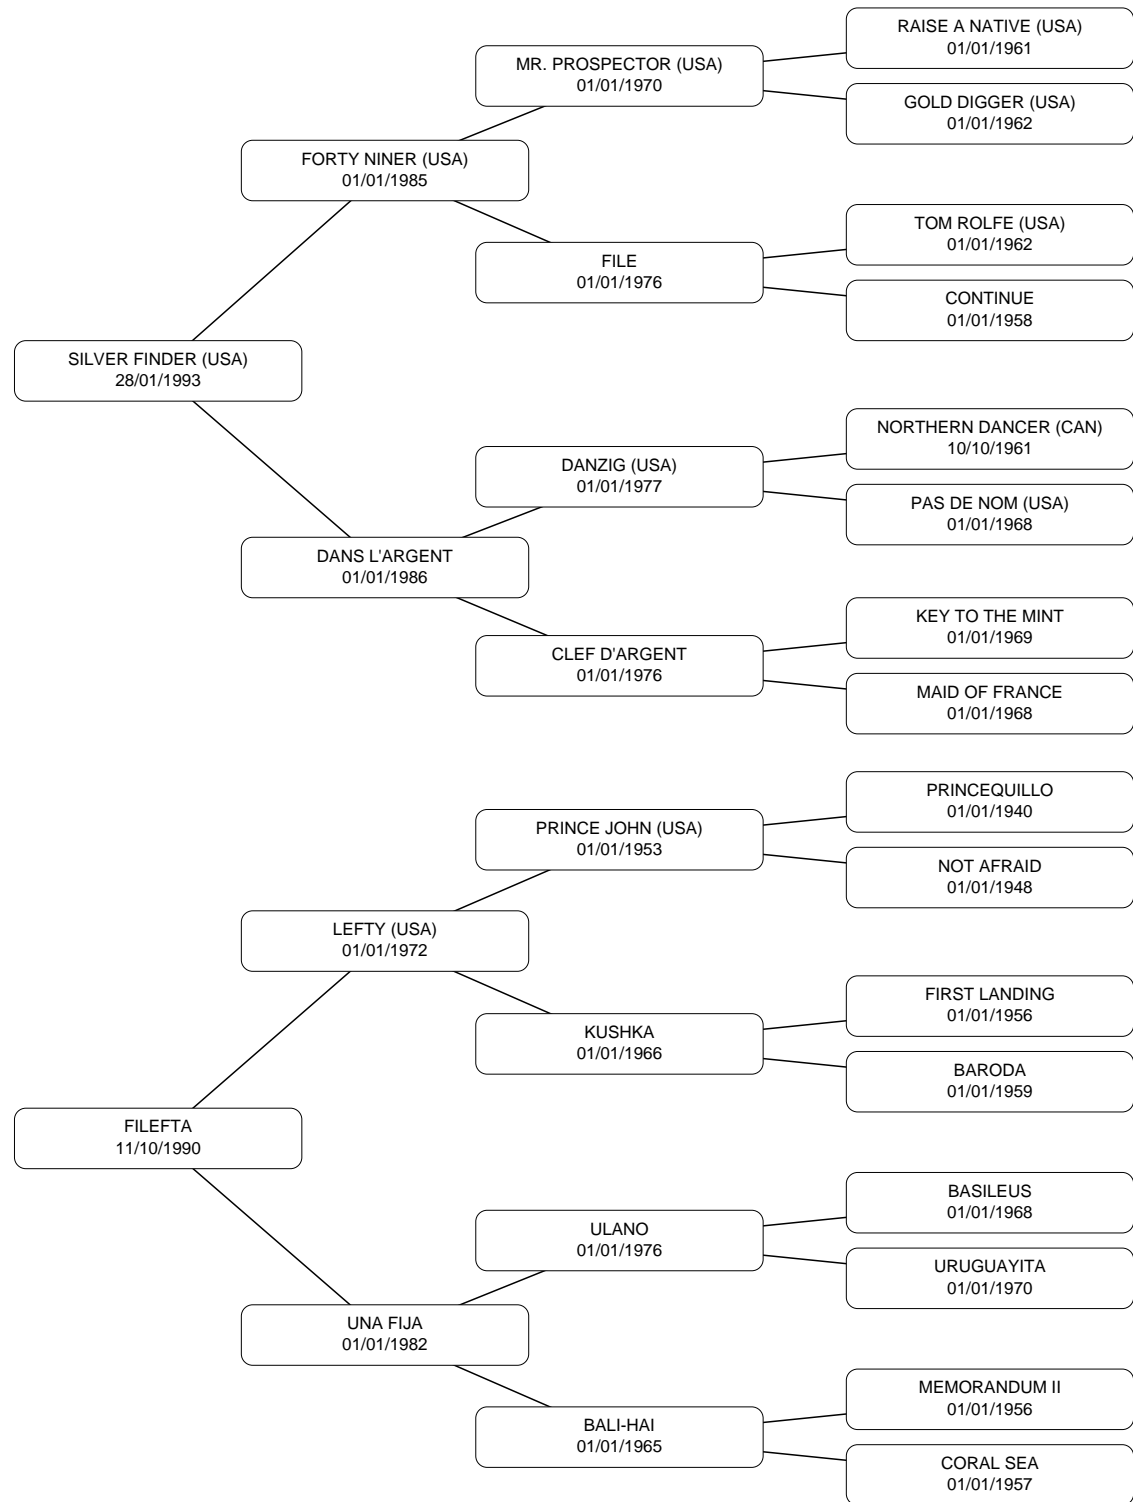 RAISE A NATIVE (USA)
01/01/1961
MR. PROSPECTOR (USA)
01/01/1970
GOLD DIGGER (USA)
01/01/1962
FORTY NINER (USA)
01/01/1985
TOM ROLFE (USA)
01/01/1962
FILE
01/01/1976
CONTINUE
01/01/1958
SILVER FINDER (USA)
28/01/1993
NORTHERN DANCER (CAN)
10/10/1961
DANZIG (USA)
01/01/1977
PAS DE NOM (USA)
01/01/1968
DANS L'ARGENT
01/01/1986
KEY TO THE MINT
01/01/1969
CLEF D'ARGENT
01/01/1976
MAID OF FRANCE
01/01/1968
PRINCEQUILLO
01/01/1940
PRINCE JOHN (USA)
01/01/1953
NOT AFRAID
01/01/1948
LEFTY (USA)
01/01/1972
FIRST LANDING
01/01/1956
KUSHKA
01/01/1966
BARODA
01/01/1959
FILEFTA
11/10/1990
BASILEUS
01/01/1968
ULANO
01/01/1976
URUGUAYITA
01/01/1970
UNA FIJA
01/01/1982
MEMORANDUM II
01/01/1956
BALI-HAI
01/01/1965
CORAL SEA
01/01/1957